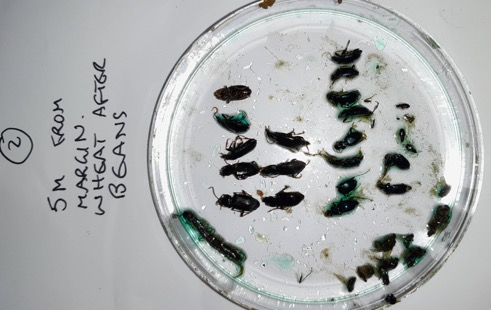 2
5M FROM
MARGIN.
WHEAT AFTER
BEANS